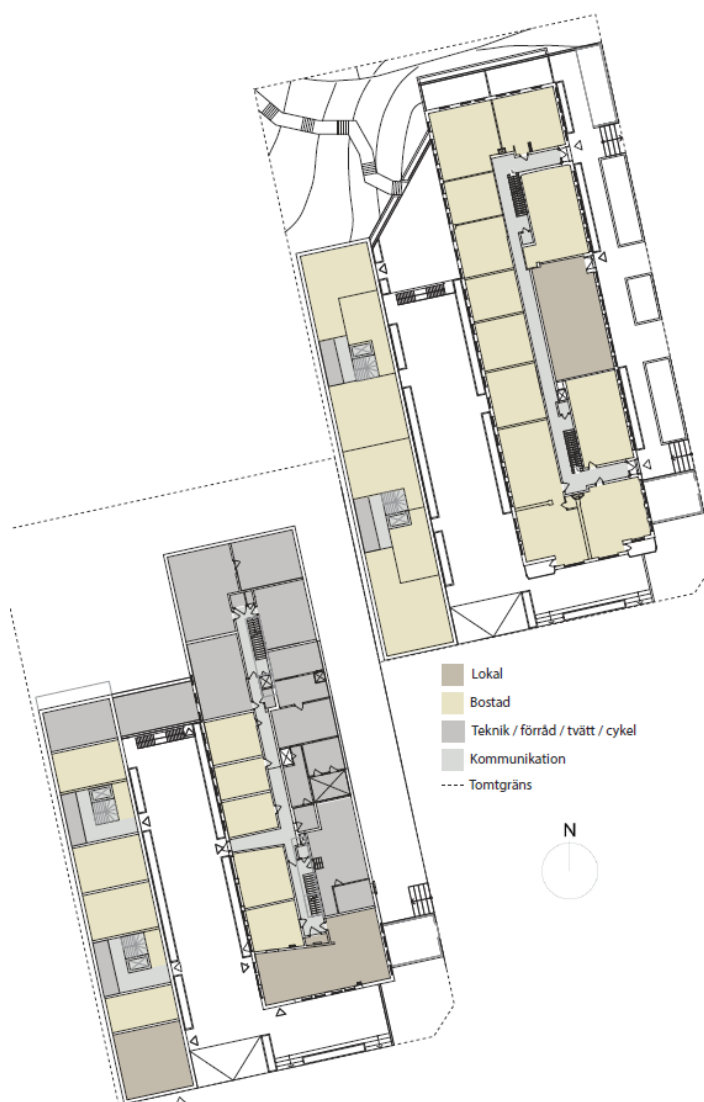 Lokal
Bostad
Teknik / förråd / tvätt / cykel
Kommunikation
Tomtgräns
N